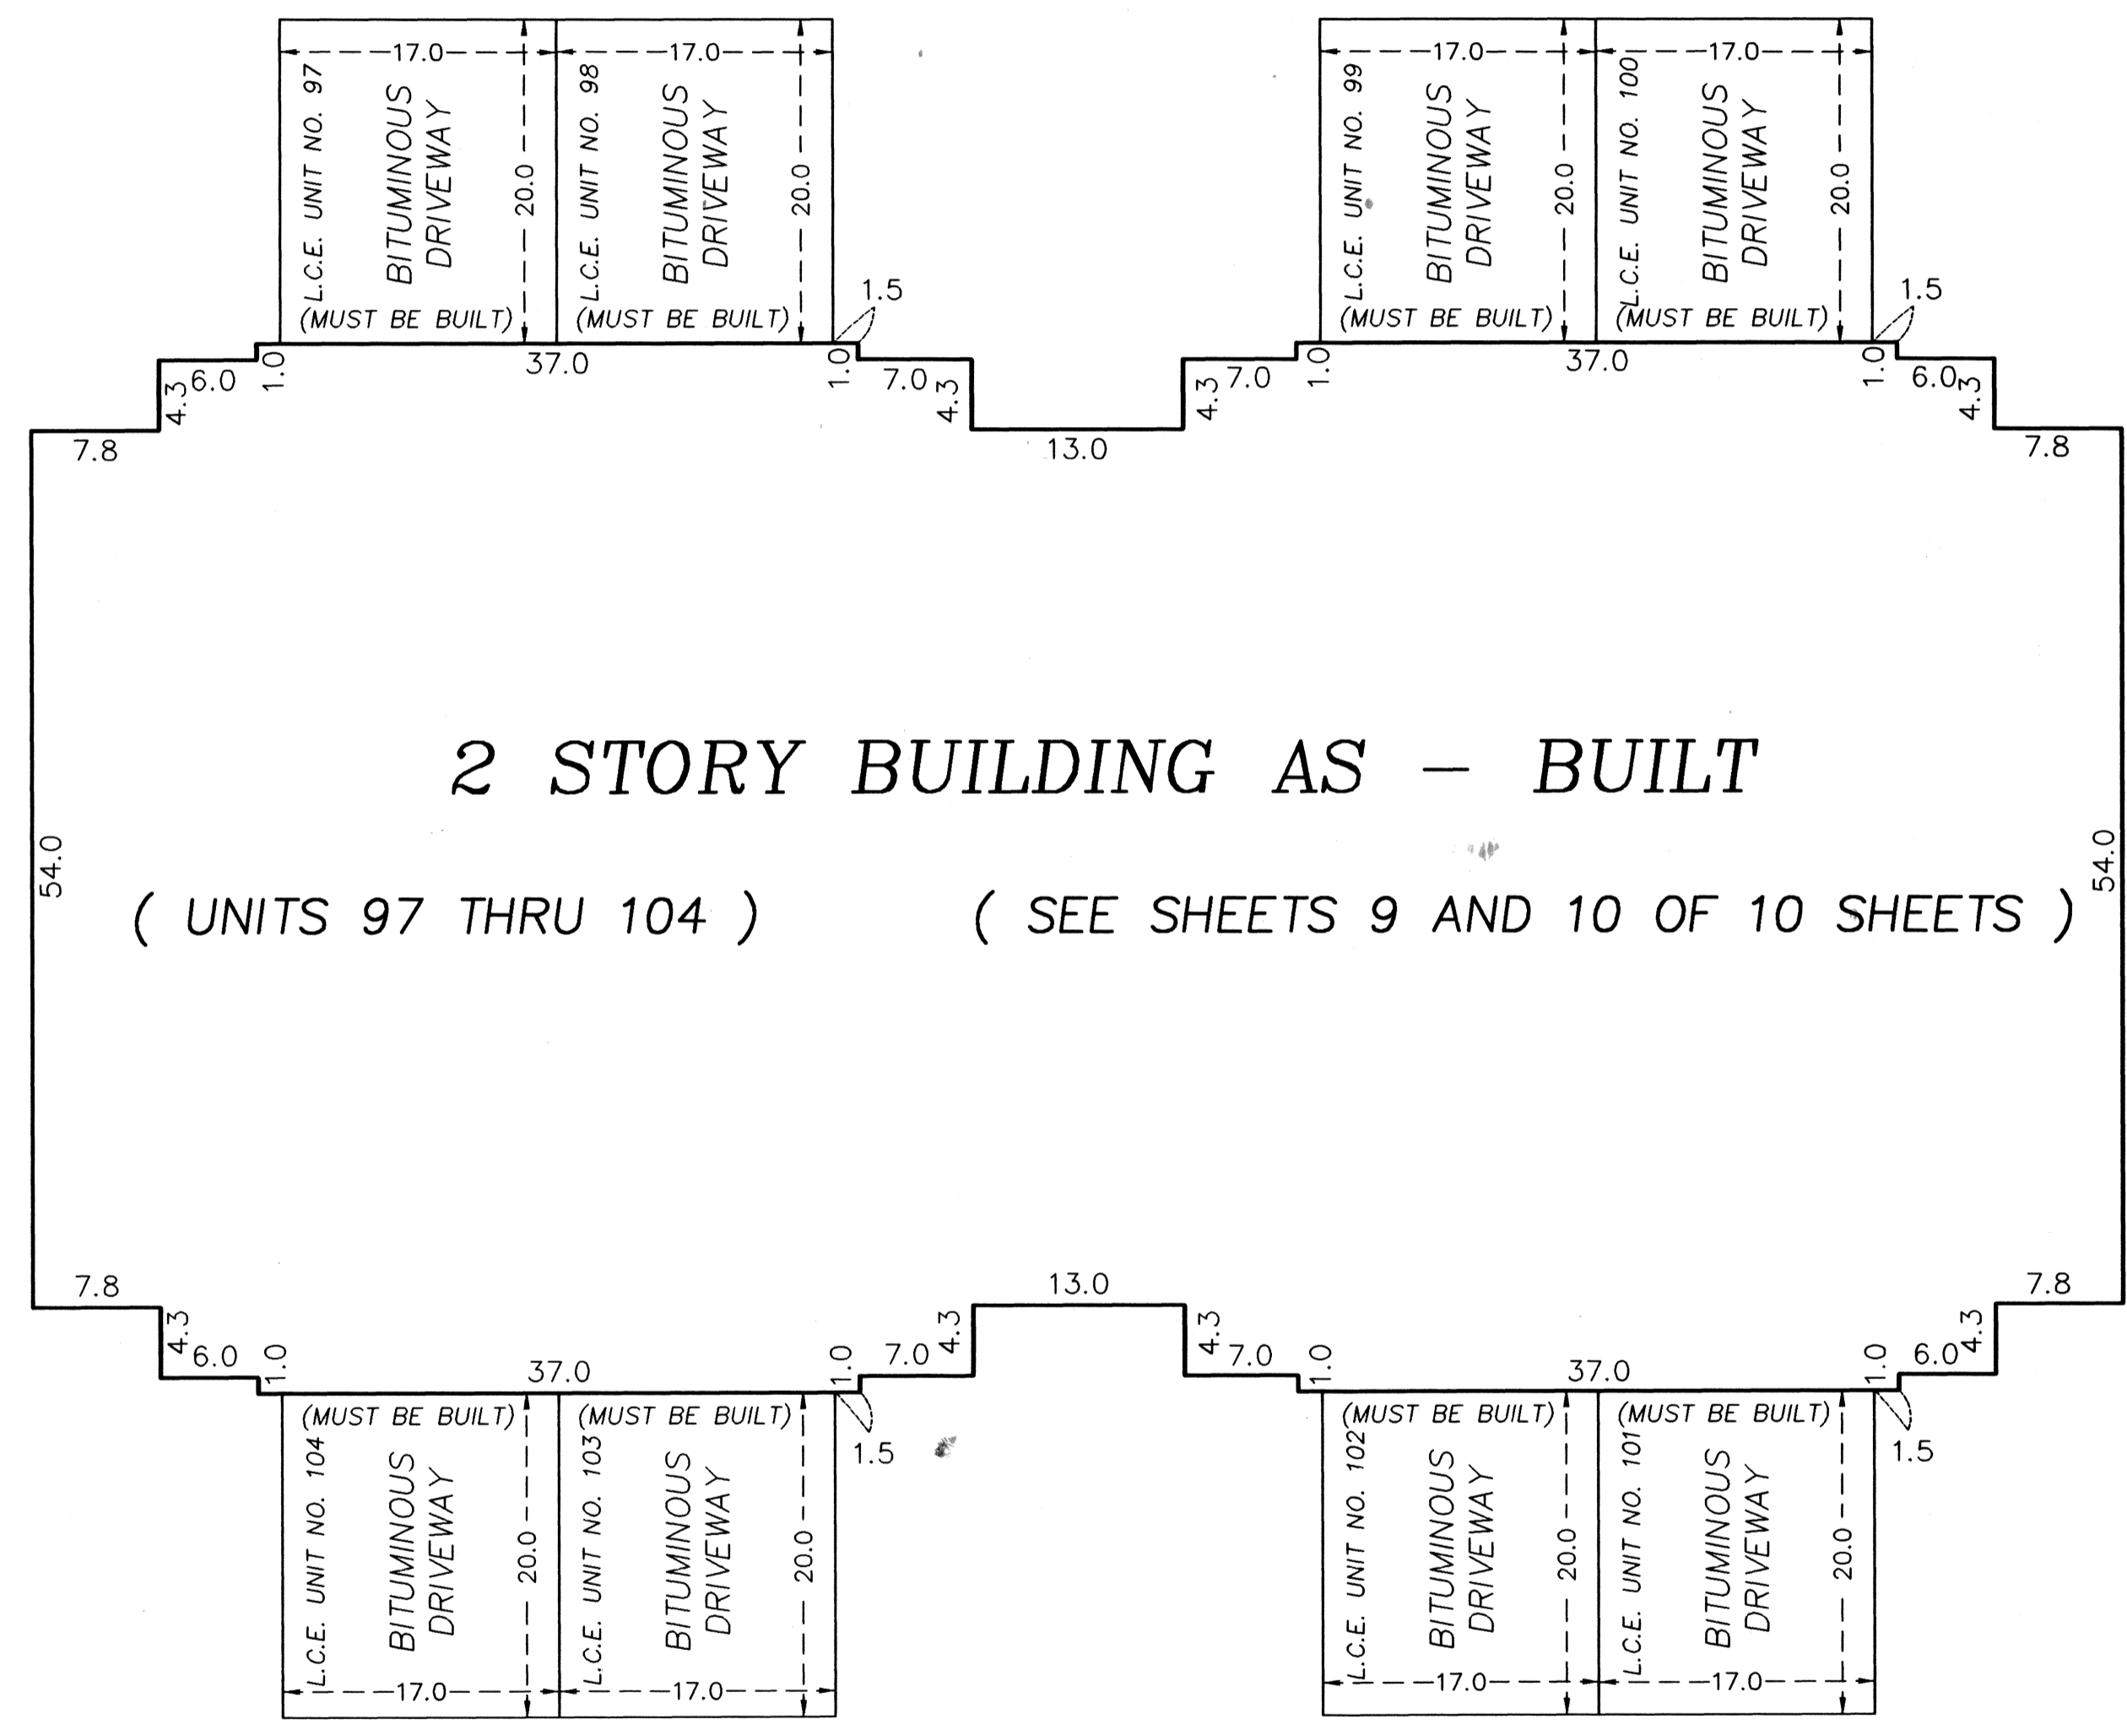 17.0 17.0 17.0 17.0
L.C.E. UNIT NO. 97
BITUMINOUS
DRIVEWAY
20.0
(MUST BE BUILT)
L.C.E. UNIT NO. 98
BITUMINOUS
DRIVEWAY
20.0
(MUST BE BUILT)
1.5
L.C.E. UNIT NO. 99
BITUMINOUS
DRIVEWAY
20.0
(MUST BE BUILT)
L.C.E. UNIT NO. 100
BITUMINOUS
DRIVEWAY
20.0
(MUST BE BUILT)
1.5
7.8 4.3 6.0 1.0 37.0 1.0 7.0 4.3 13.0 4.3 7.0 1.0 37.0 1.0 6.0 4.3 7.8
2 STORY BUILDING AS – BUILT
54.0
54.0
( UNITS 97 THRU 104 ) ( SEE SHEETS 9 AND 10 OF 10 SHEETS )
7.8 4.3 6.0 1.0 37.0 1.0 7.0 4.3 13.0 4.3 7.0 1.0 37.0 1.0 6.0 4.3 7.8
(MUST BE BUILT)
L.C.E. UNIT NO. 104
BITUMINOUS
DRIVEWAY
20.0
(MUST BE BUILT)
L.C.E. UNIT NO. 103
BITUMINOUS
DRIVEWAY
20.0
1.5
(MUST BE BUILT)
L.C.E. UNIT NO. 102
BITUMINOUS
DRIVEWAY
20.0
(MUST BE BUILT)
L.C.E. UNIT NO. 101
BITUMINOUS
DRIVEWAY
20.0
1.5
17.0 17.0 17.0 17.0